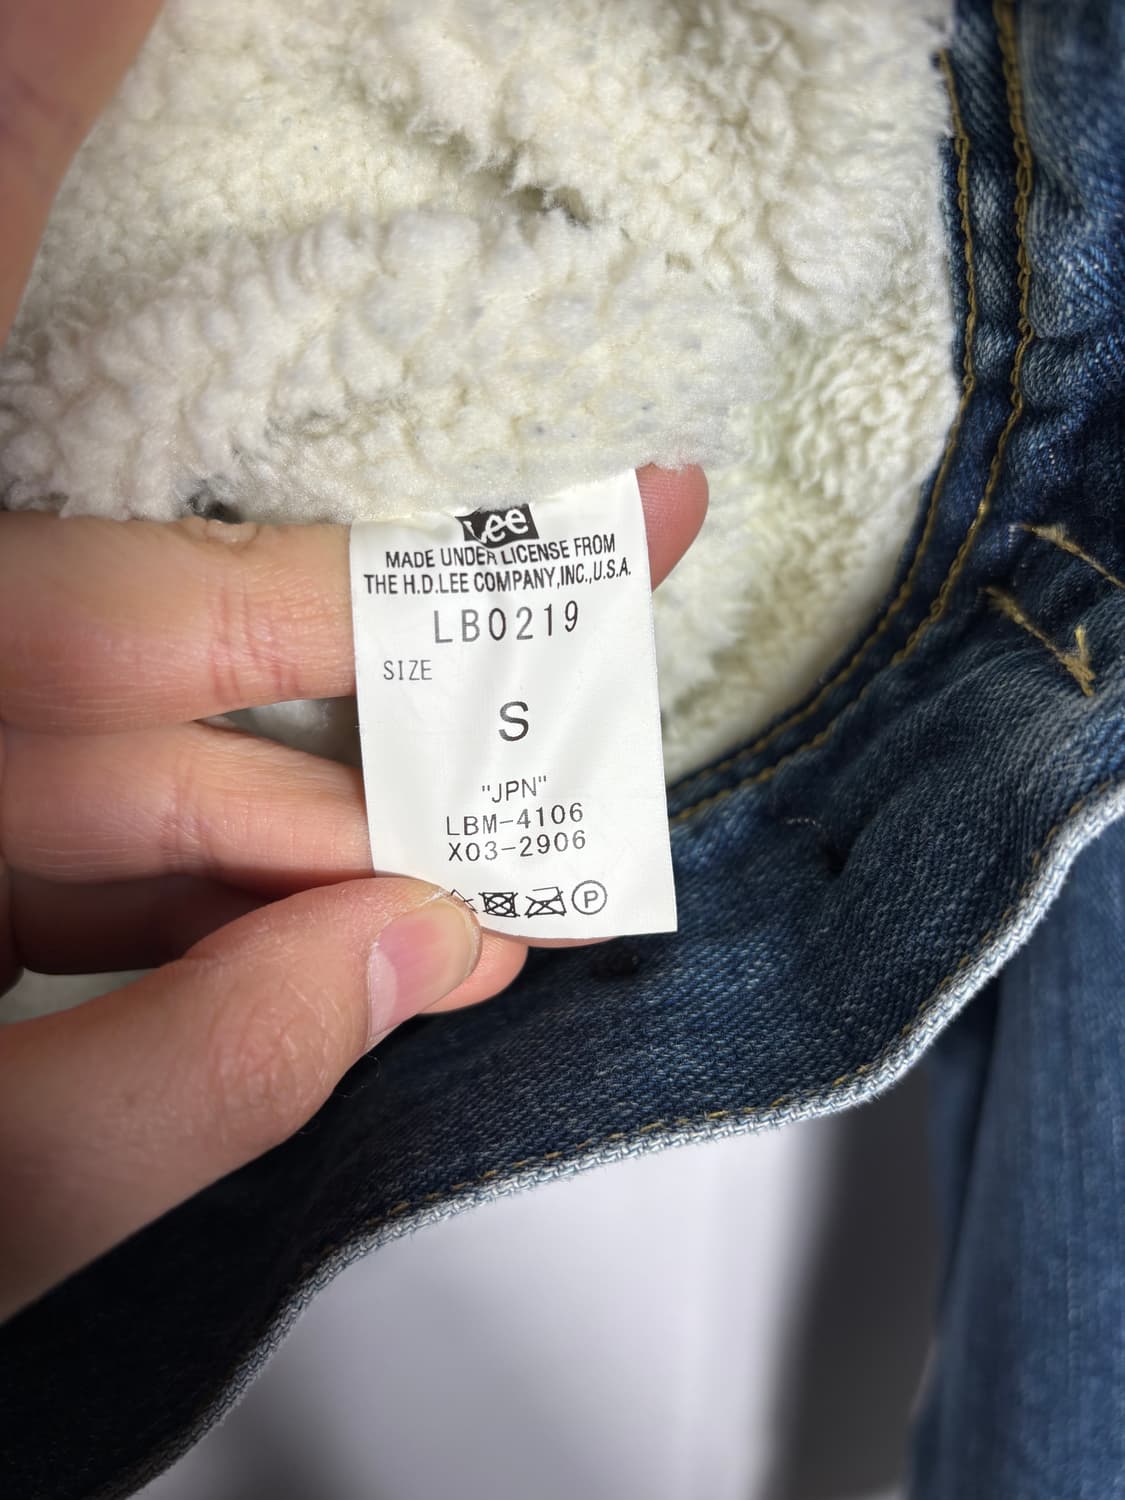 Lee
MADE UNDER LICENSE FROM
THE H.D.LEE COMPANY,INC.,U.S.A.
LB0219
SIZE
S
"JPN"
LBM-4106
X03-2906
P